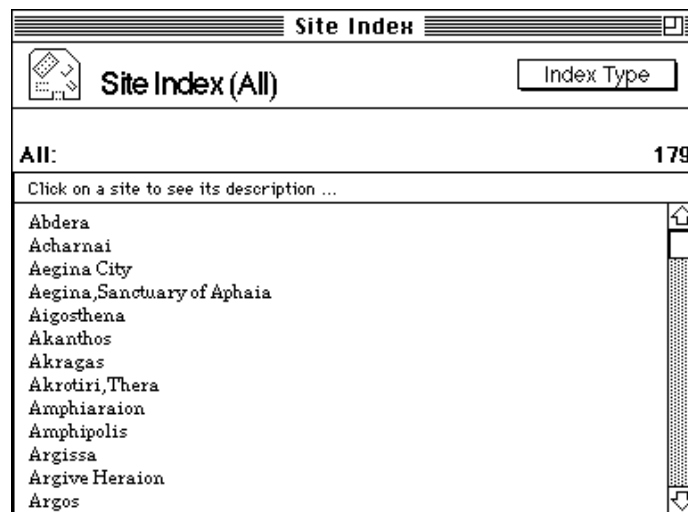 Site Index
Site Index (All)
Index Type
All:
179
Click on a site to see its description ...
Abdera
Acharnai
Aegina City
Aegina,Sanctuary of Aphaia
Aigosthena
Akanthos
Akragas
Akrotiri,Thera
Amphiaraion
Amphipolis
Argissa
Argive Heraion
Argos